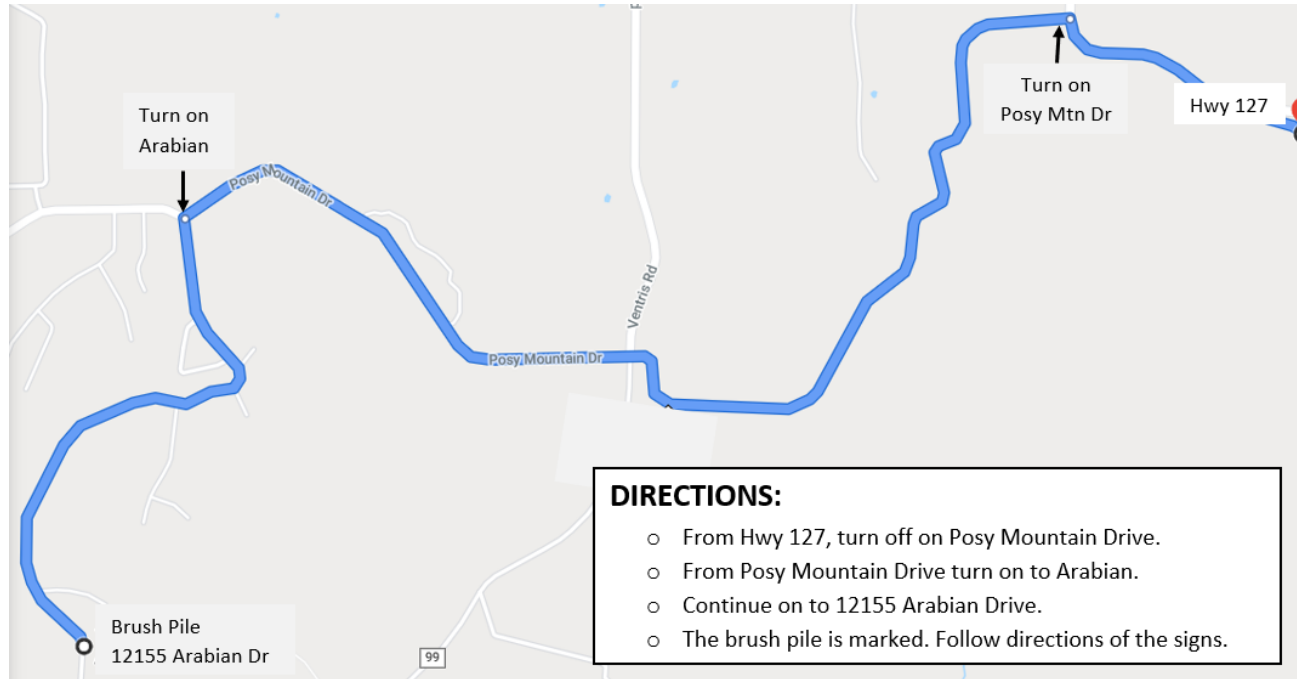 Turn on
Posy Mtn Dr
Hwy 127
Turn on
Arabian
Posy Mountain Dr
Ventris Rd
Posy Mountain Dr
DIRECTIONS:
o From Hwy 127, turn off on Posy Mountain Drive.
o From Posy Mountain Drive turn on to Arabian.
o Continue on to 12155 Arabian Drive.
o The brush pile is marked. Follow directions of the signs.
Brush Pile
12155 Arabian Dr
99